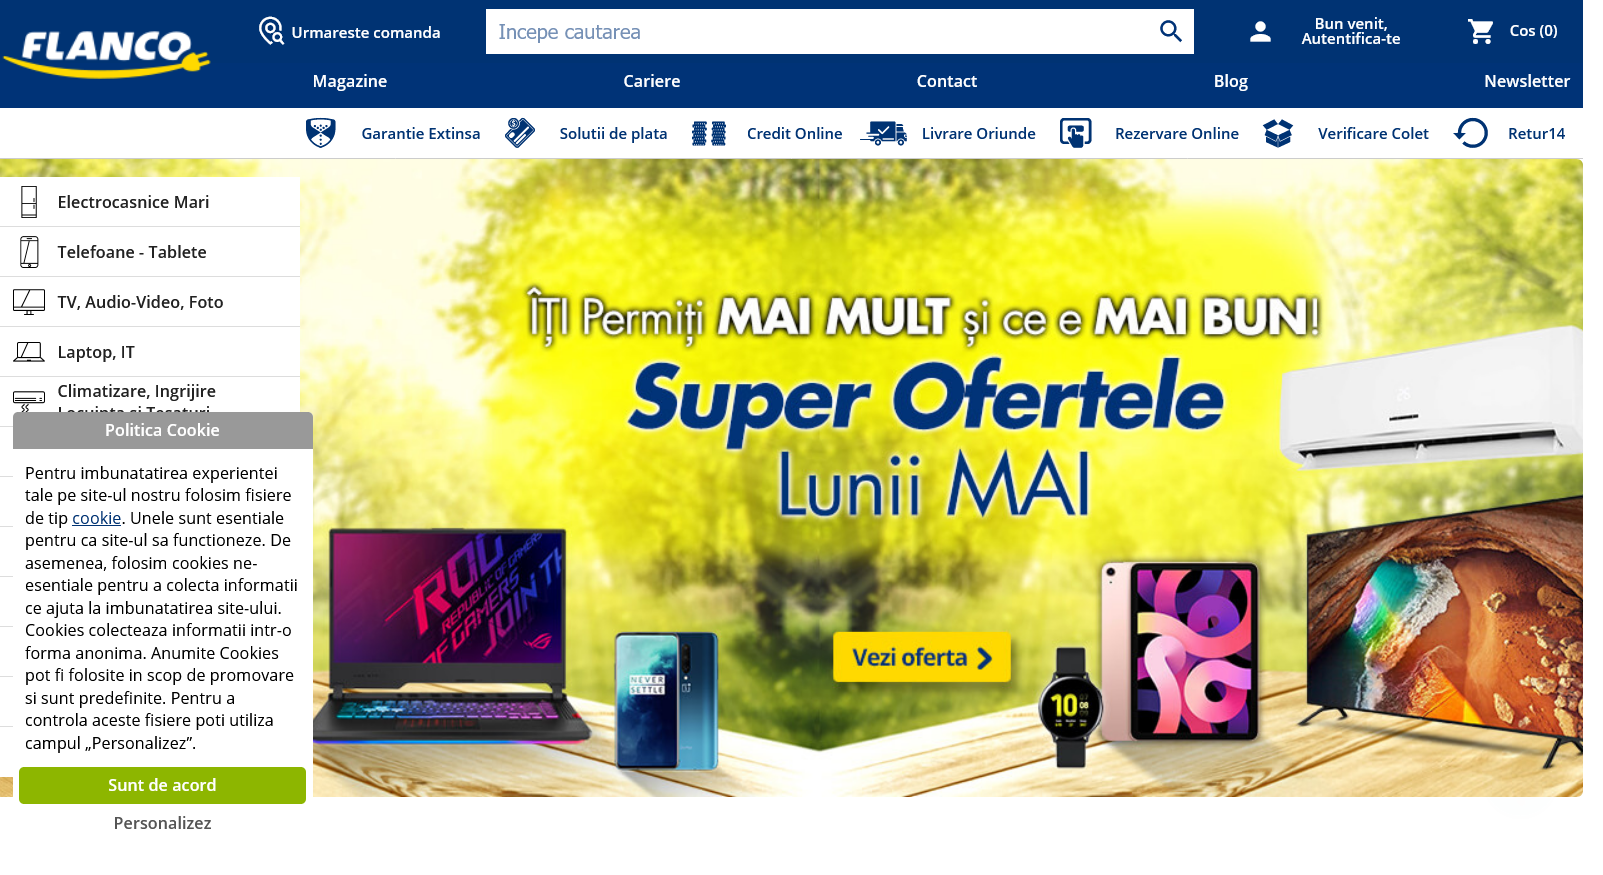 FLANCO
Urmareste comanda
Incepe cautarea
Bun venit,
Autentifica-te
Cos (0)
Magazine
Cariere
Contact
Blog
Newsletter
Garantie Extinsa
Solutii de plata
Credit Online
Livrare Oriunde
Rezervare Online
Verificare Colet
Retur14
Electrocasnice Mari
Telefoane - Tablete
TV, Audio-Video, Foto
Laptop, IT
Climatizare, Ingrijire
Locuinta si Tesaturi
ÎȚI Permiți MAI MULT și ce e MAI BUN!
Super Ofertele
Lunii MAI
Vezi oferta
ROG
REPUBLIC OF GAMERS
JOIN TH
NEVER
SETTLE
10
Politica Cookie
Pentru imbunatatirea experientei
tale pe site-ul nostru folosim fisiere
de tip cookie. Unele sunt esentiale
pentru ca site-ul sa functioneze. De
asemenea, folosim cookies ne-
esentiale pentru a colecta informatii
ce ajuta la imbunatatirea site-ului.
Cookies colecteaza informatii intr-o
forma anonima. Anumite Cookies
pot fi folosite in scop de promovare
si sunt predefinite. Pentru a
controla aceste fisiere poti utiliza
campul „Personalizez”.
Sunt de acord
Personalizez